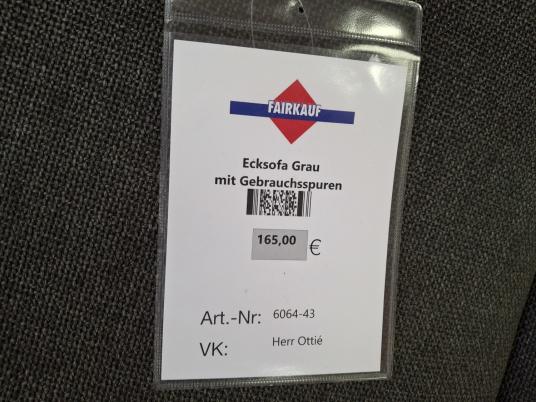 FAIRKAUF
Ecksofa Grau
mit Gebrauchsspuren
165,00 €
Art.-Nr: 6064-43
VK: Herr Ottié